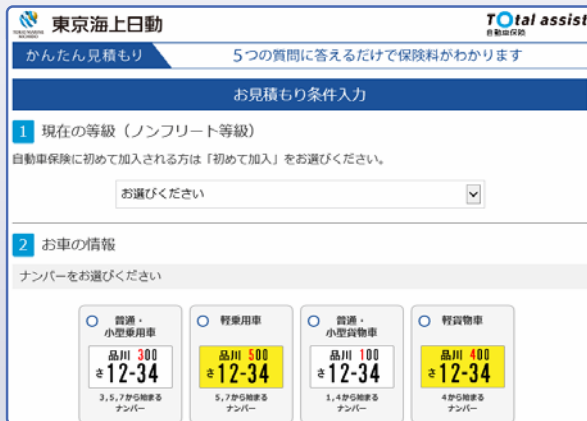 東京海上日動
TOtal assist
自動車保険
かんたん見積もり
5つの質問に答えるだけで保険料がわかります
お見積もり条件入力
1 現在の等級（ノンフリート等級）
自動車保険に初めて加入される方は「初めて加入」をお選びください。
お選びください
2 お車の情報
ナンバーをお選びください
普通・
小型乗用車
品川 300
さ 12-34
3,5,7から始まる
ナンバー
軽乗用車
品川 500
さ 12-34
5,7から始まる
ナンバー
普通・
小型貨物車
品川 100
さ 12-34
1,4から始まる
ナンバー
軽貨物車
品川 400
さ 12-34
4から始まる
ナンバー